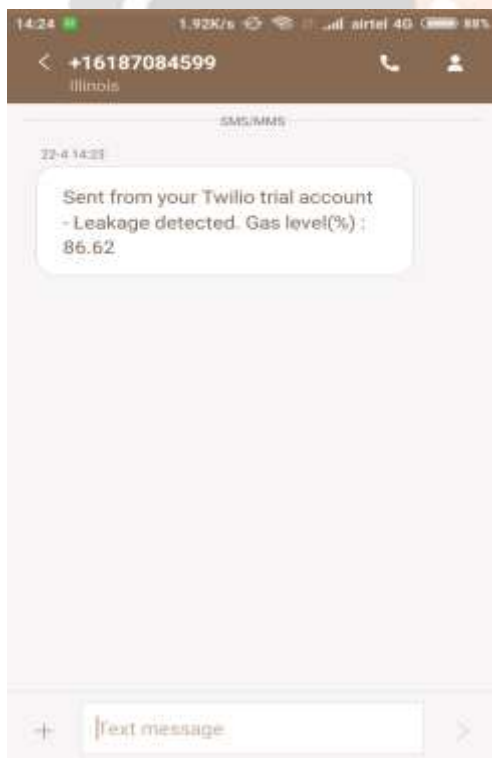 14:24 1.92K/s airtel 4G 88%
+16187084599
Illinois
SMS/MMS
22-4 14:23
Sent from your Twilio trial account
- Leakage detected. Gas level(%) :
86.62
Text message